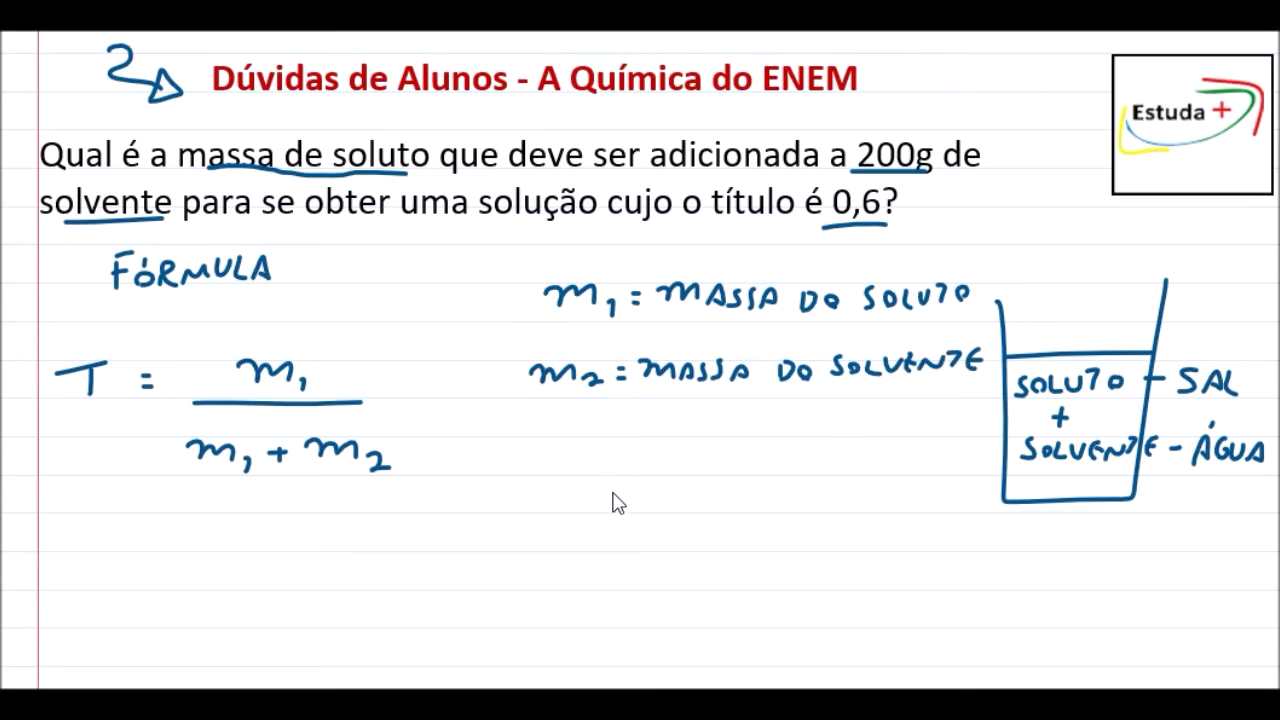 Dúvidas de Alunos - A Química do ENEM
Estuda +
Qual é a massa de soluto que deve ser adicionada a 200g de
solvente para se obter uma solução cujo o título é 0,6?
FÓRMULA
m₁ = MASSA DO SOLUTO
m₂ = MASSA DO SOLVENTE
T = m₁
m₁ + m₂
SOLUTO - SAL
+
SOLVENTE - ÁGUA